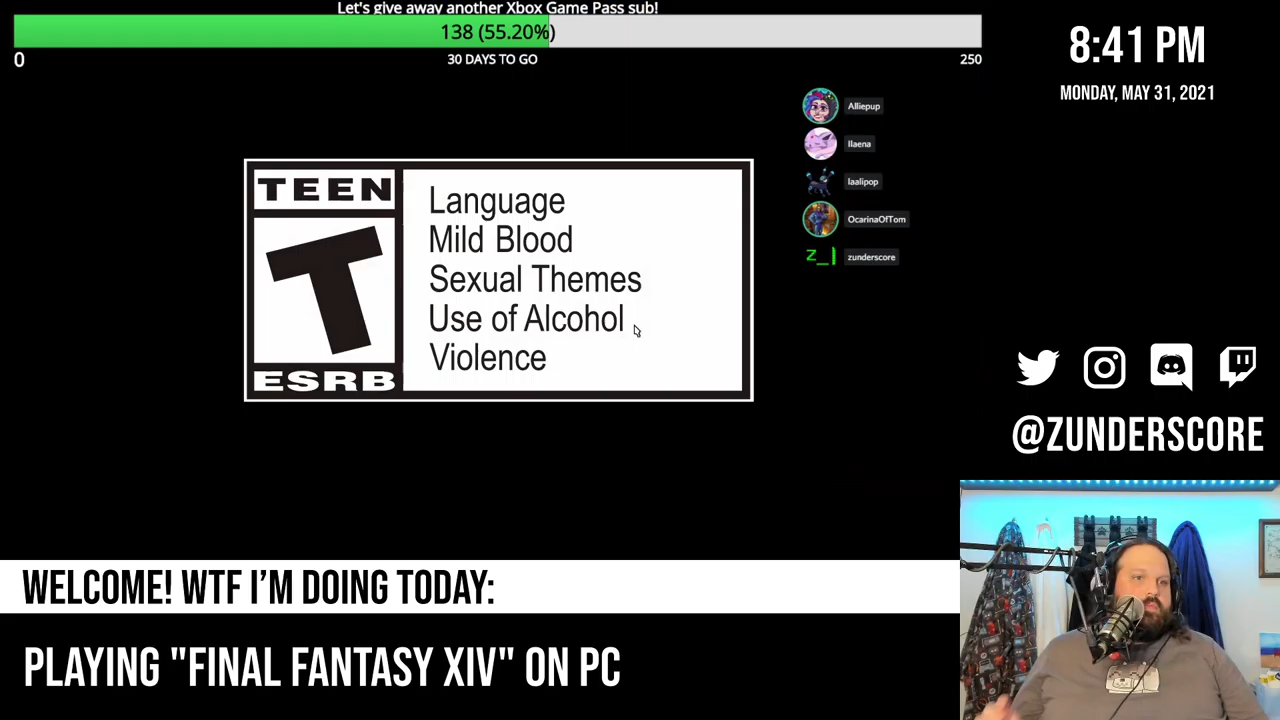 Let's give away another Xbox Game Pass sub!
138 (55.20%)
0
30 DAYS TO GO
250
8:41 PM
MONDAY, MAY 31, 2021
Alliepup
Ilaena
laalipop
OcarinaOfTom
z_|
zunderscore
TEEN
T
ESRB
Language
Mild Blood
Sexual Themes
Use of Alcohol
Violence
@ZUNDERSCORE
WELCOME! WTF I'M DOING TODAY:
PLAYING "FINAL FANTASY XIV" ON PC